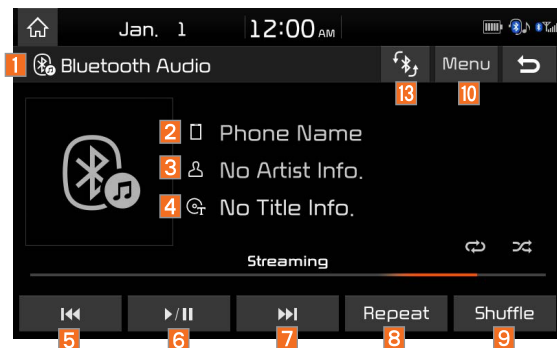 Jan. 1 12:00 AM
1 Bluetooth Audio Menu
13 10
2 Phone Name
3 No Artist Info.
4 No Title Info.
Streaming
Repeat Shuffle
5 6 7 8 9